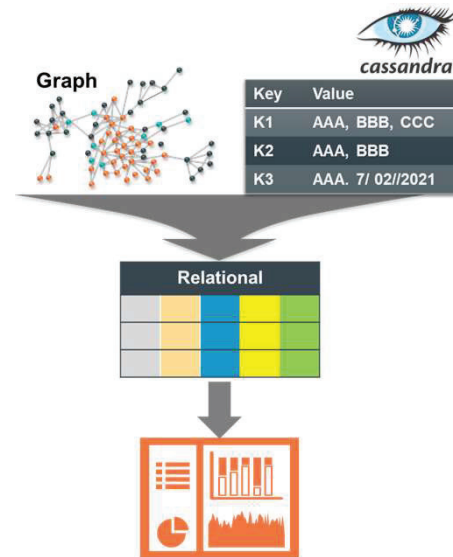 cassandra
Graph
Key Value
K1 AAA, BBB, CCC
K2 AAA, BBB
K3 AAA. 7/ 02//2021
Relational